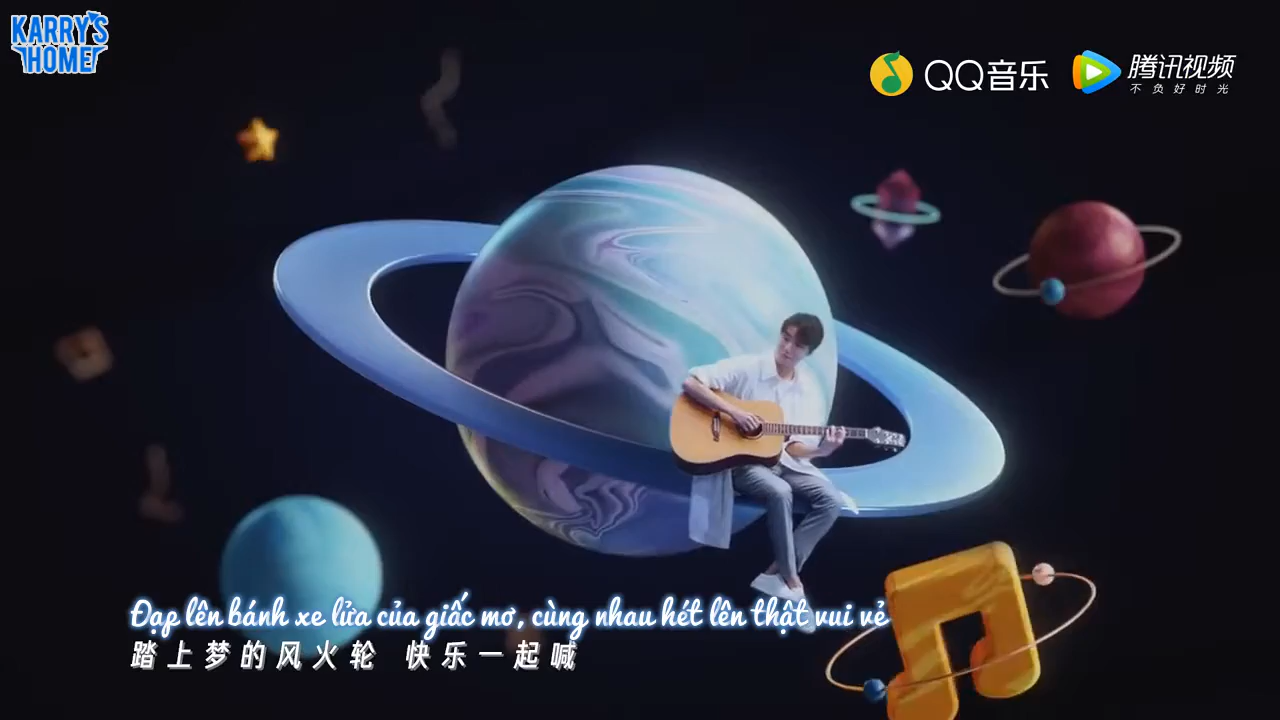 KARRY'S
HOME
QQ音乐
腾讯视频
不负好时光
Đạp lên bánh xe lửa của giấc mơ, cùng nhau hét lên thật vui vẻ
踏上梦的风火轮 快乐一起喊